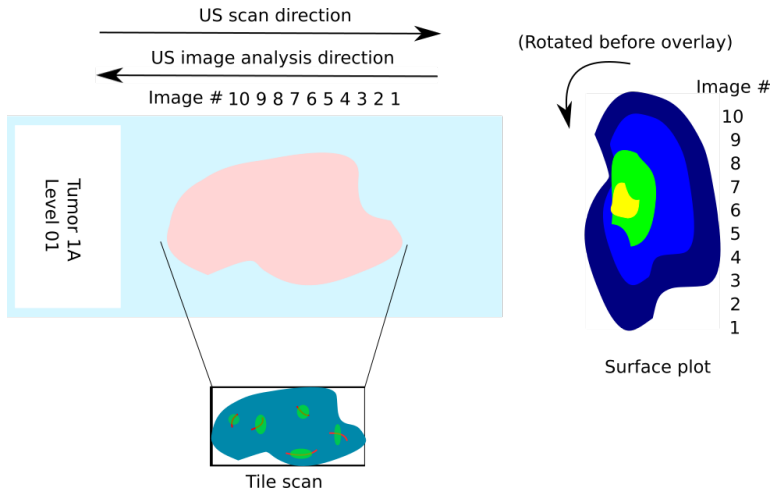 US scan direction
US image analysis direction
Image # 10 9 8 7 6 5 4 3 2 1
Tumor 1A
Level 01
Tile scan
(Rotated before overlay)
Image #
10
9
8
7
6
5
4
3
2
1
Surface plot